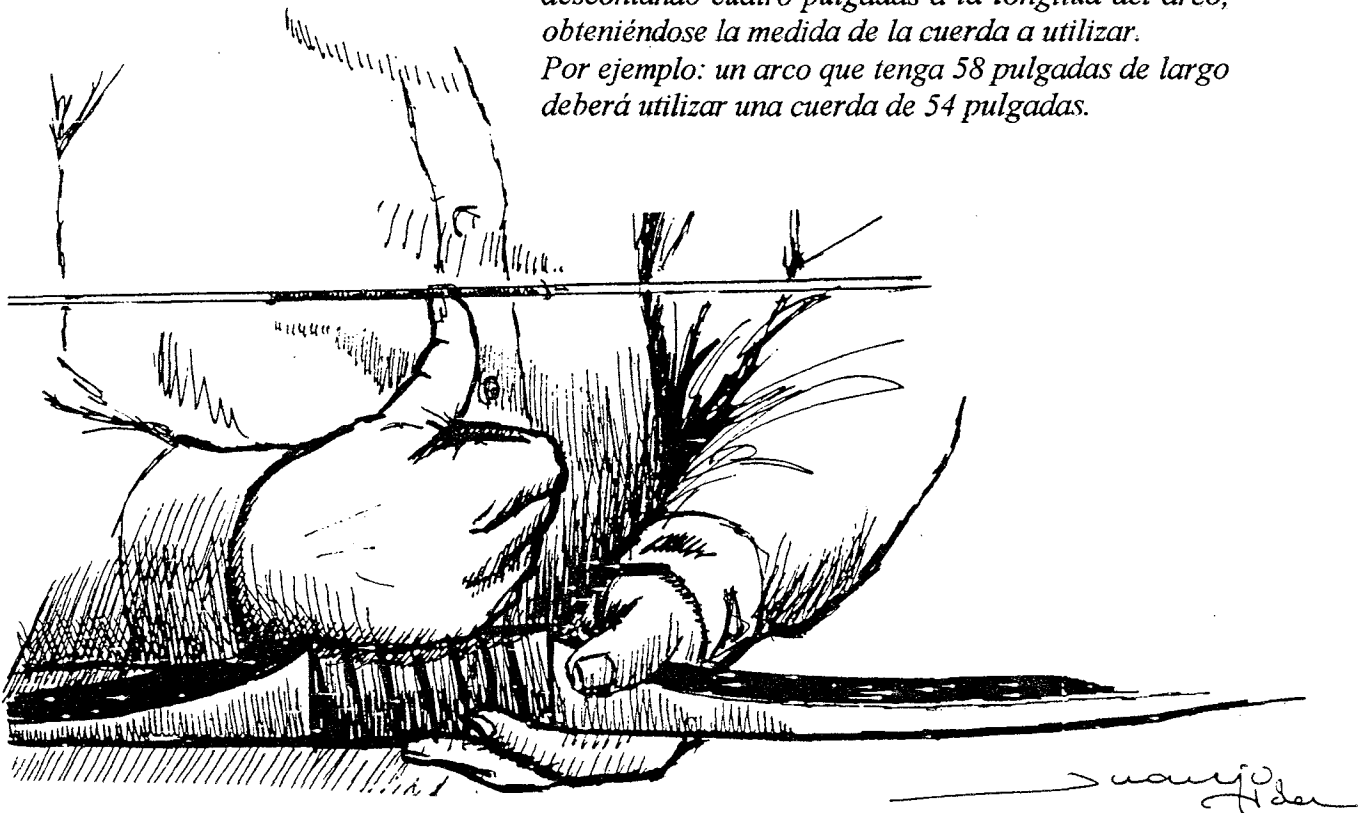 descontando cuatro pulgadas a la longitud del arco,
obteniéndose la medida de la cuerda a utilizar.
Por ejemplo: un arco que tenga 58 pulgadas de largo
deberá utilizar una cuerda de 54 pulgadas.